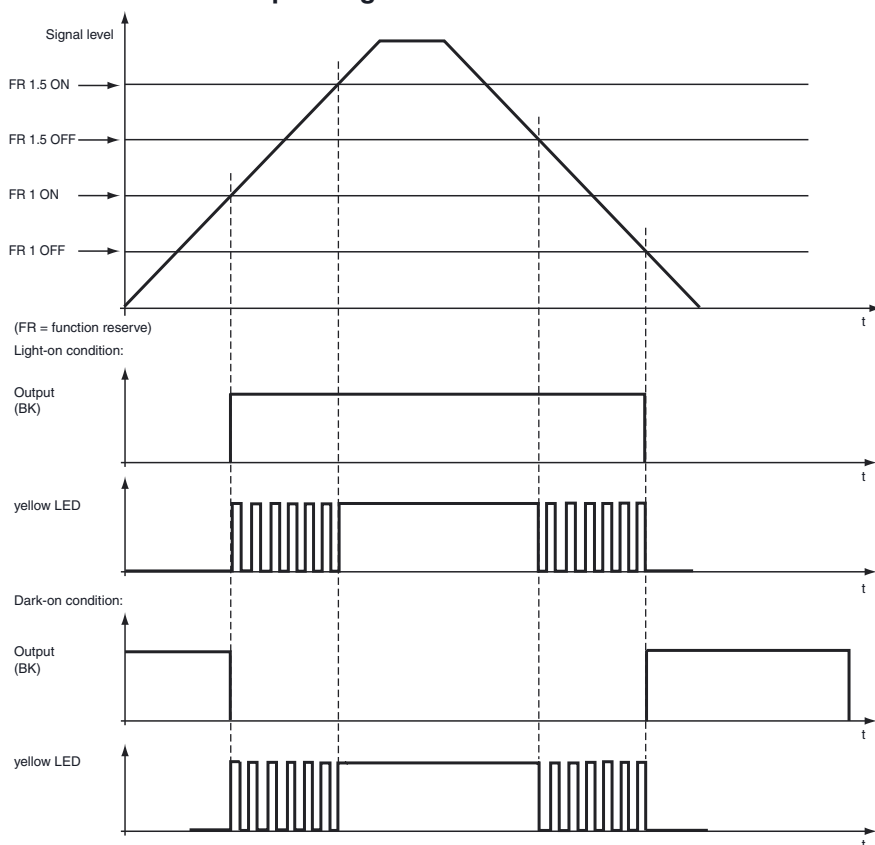 Signal level
FR 1.5 ON
FR 1.5 OFF
FR 1 ON
FR 1 OFF
t
(FR = function reserve)
Light-on condition:
Output
(BK)
t
yellow LED
t
Dark-on condition:
Output
(BK)
t
yellow LED
t